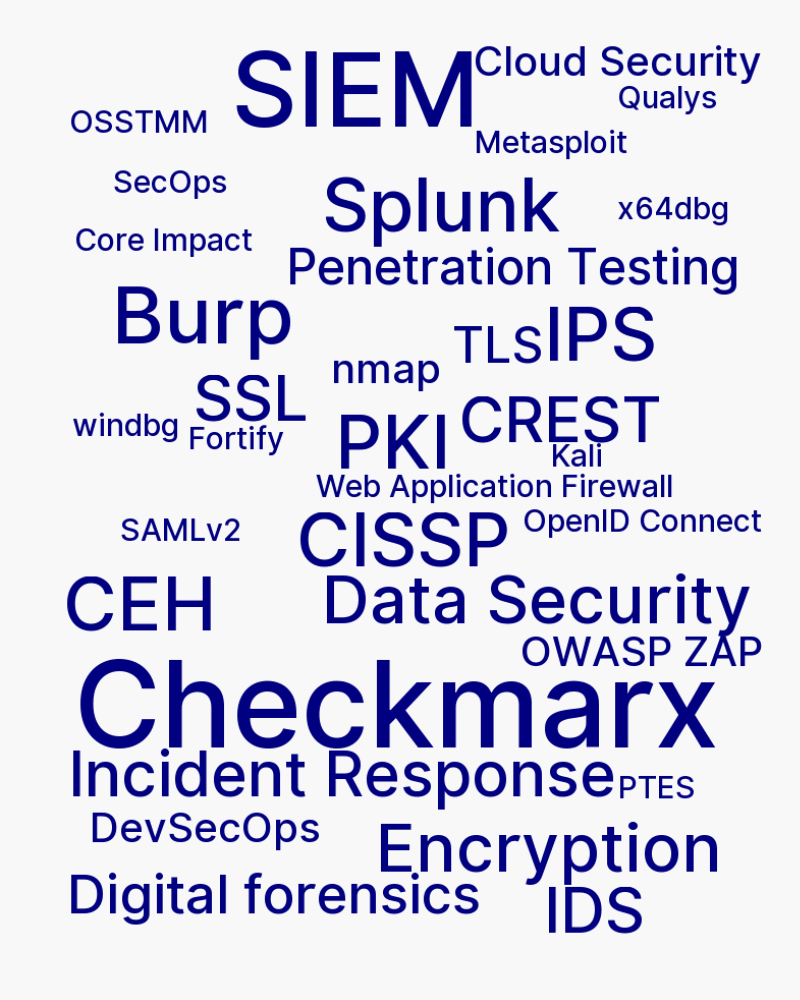 SIEM
Cloud Security
Qualys
OSSTMM
Metasploit
SecOps
Splunk
x64dbg
Core Impact
Penetration Testing
Burp
TLS
IPS
nmap
SSL
CREST
windbg
Fortify
PKI
Kali
Web Application Firewall
SAMLv2
CISSP
OpenID Connect
CEH
Data Security
OWASP ZAP
Checkmarx
Incident Response
PTES
DevSecOps
Encryption
Digital forensics
IDS